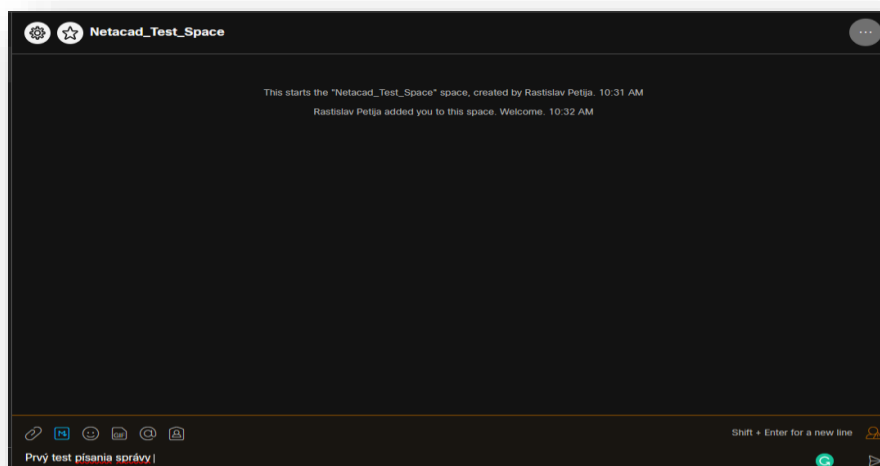 Netacad_Test_Space
This starts the "Netacad_Test_Space" space, created by Rastislav Petija. 10:31 AM
Rastislav Petija added you to this space. Welcome. 10:32 AM
GIF
Shift + Enter for a new line
Prvý test písania správy